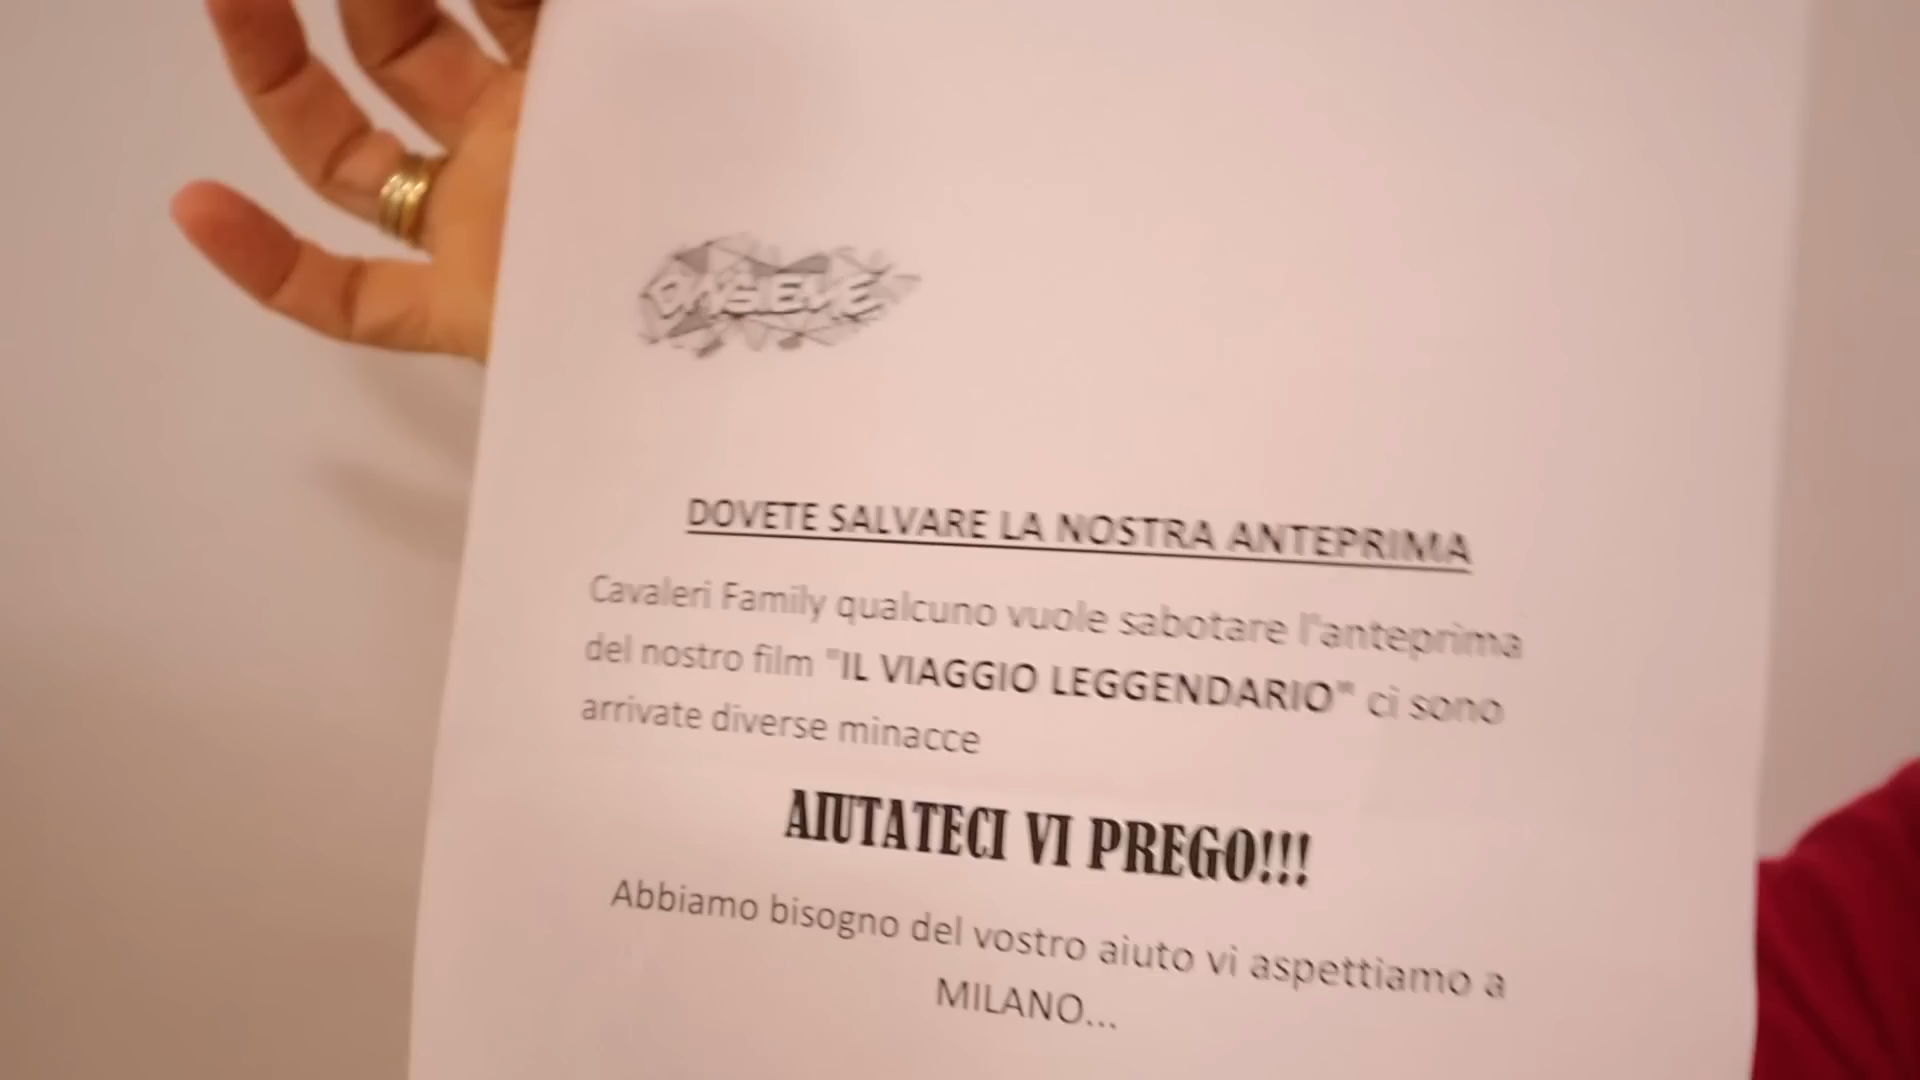 DINSIEME
DOVETE SALVARE LA NOSTRA ANTEPRIMA
Cavaleri Family qualcuno vuole sabotare l'anteprima
del nostro film "IL VIAGGIO LEGGENDARIO" ci sono
arrivate diverse minacce
AIUTATECI VI PREGO!!!
Abbiamo bisogno del vostro aiuto vi aspettiamo a
MILANO...